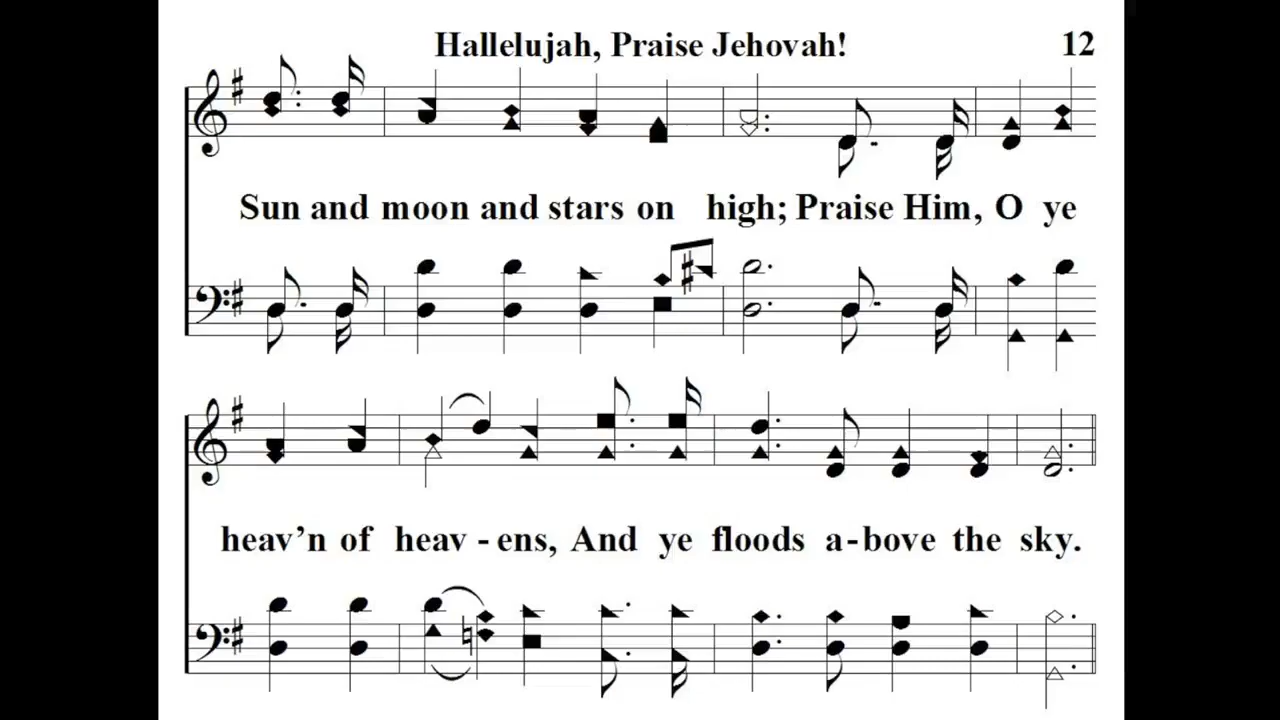 Hallelujah, Praise Jehovah! 12
Sun and moon and stars on high; Praise Him, O ye
heav’n of heav - ens, And ye floods a - bove the sky.